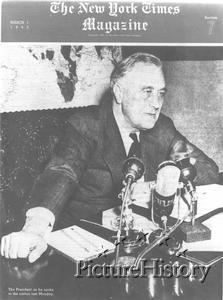 The New York Times
Magazine
MARCH 1
1942
Section
7
The President as he spoke
to the nation last Monday.
PictureHistory